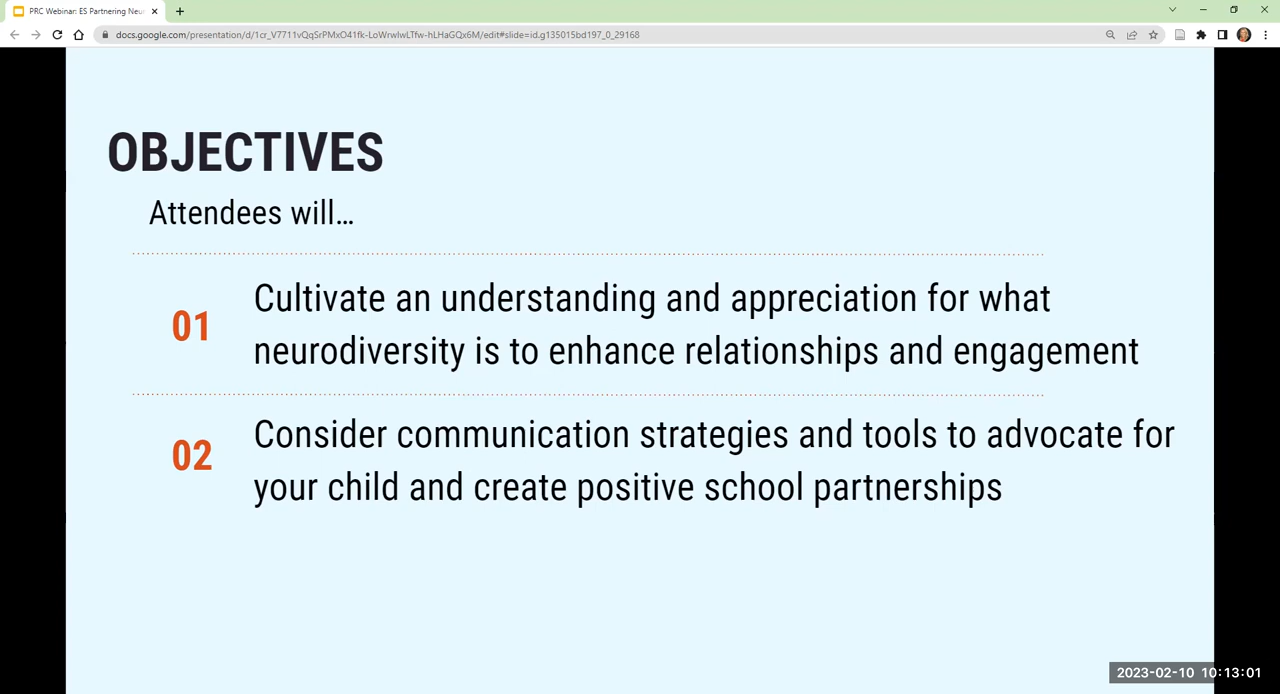 PRC Webinar: ES Partnering Neur
docs.google.com/presentation/d/1cr_V7711vQqSrPMxO41fk-LoWrwlwLTfw-hLHaGQx6M/edit#slide=id.g135015bd197_0_29168
OBJECTIVES
Attendees will…
01
Cultivate an understanding and appreciation for what
neurodiversity is to enhance relationships and engagement
02
Consider communication strategies and tools to advocate for
your child and create positive school partnerships
2023-02-10 10:13:01